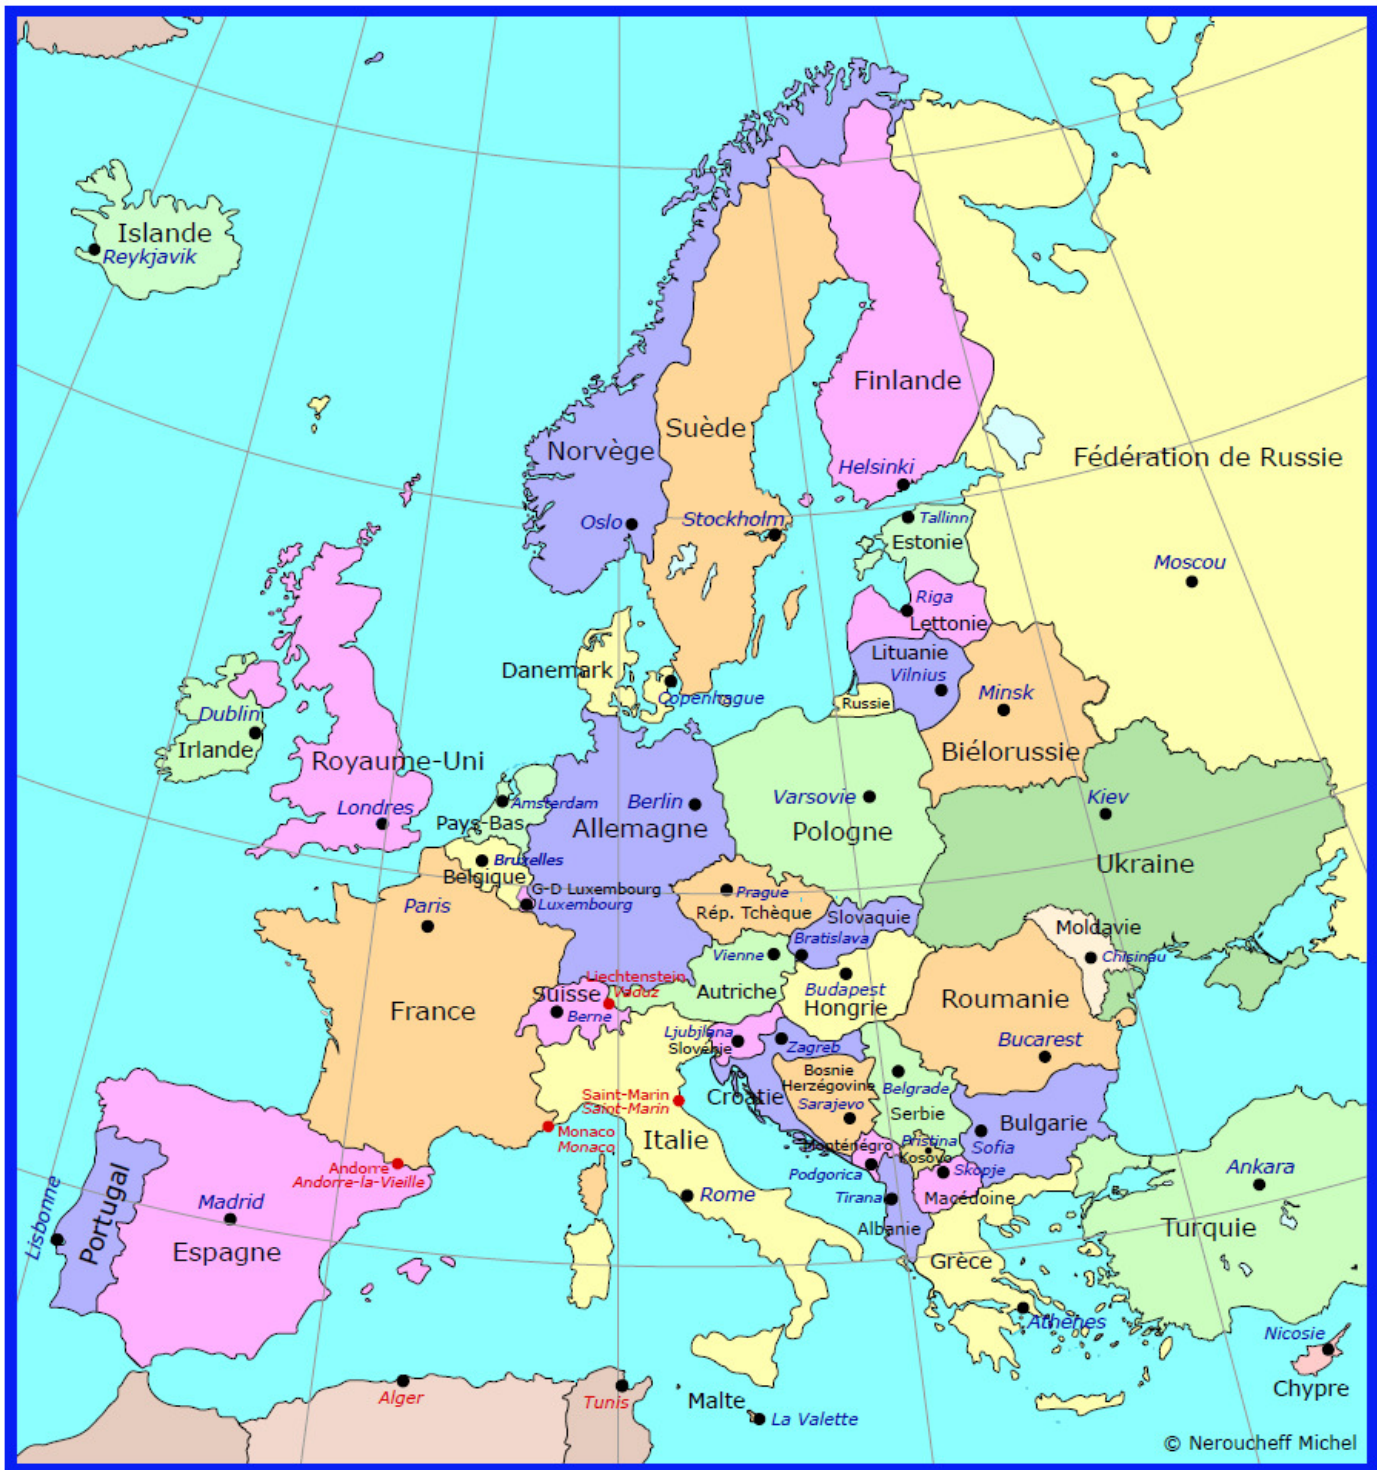 Islande
Reykjavik
Finlande
Suède
Norvège
Fédération de Russie
Helsinki
Oslo
Stockholm
Tallinn
Estonie
Moscou
Riga
Lettonie
Lituanie
Vilnius
Danemark
Copenhague
Russie
Minsk
Dublin
Irlande
Royaume-Uni
Biélorussie
Londres
Amsterdam
Pays-Bas
Berlin
Allemagne
Varsovie
Pologne
Kiev
Ukraine
Bruxelles
Belgique
G-D Luxembourg
Luxembourg
Prague
Rép. Tchèque
Paris
Slovaquie
Bratislava
Vienne
Moldavie
Chisinau
Liechtenstein
Vaduz
Suisse
Berne
Autriche
Budapest
Hongrie
Roumanie
France
Ljubjlana
Slovénie
Zagreb
Bucarest
Bosnie
Herzégovine
Sarajevo
Belgrade
Serbie
Croatie
Saint-Marin
Saint-Marin
Monaco
Monaco
Italie
Bulgarie
Sofia
Monténégro
Pristina
Kosovo
Podgorica
Skopje
Tirana
Macédoine
Albanie
Andorre
Andorre-la-Vieille
Lisbonne
Portugal
Madrid
Espagne
Rome
Ankara
Turquie
Grèce
Athènes
Nicosie
Chypre
Alger
Tunis
Malte
La Valette
© Neroucheff Michel